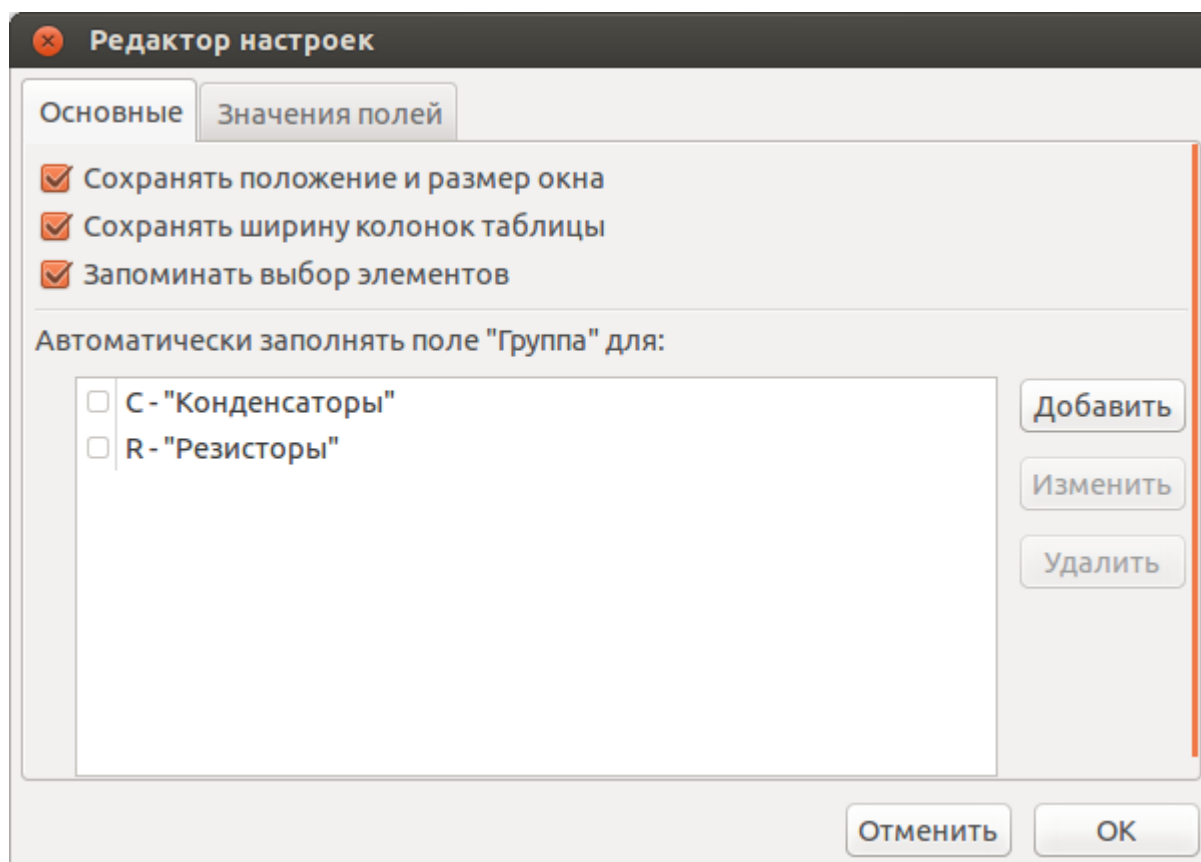 Редактор настроек
Основные Значения полей
Сохранять положение и размер окна
Сохранять ширину колонок таблицы
Запоминать выбор элементов
Автоматически заполнять поле "Группа" для:
C - "Конденсаторы"
Добавить
R - "Резисторы"
Изменить
Удалить
Отменить OK